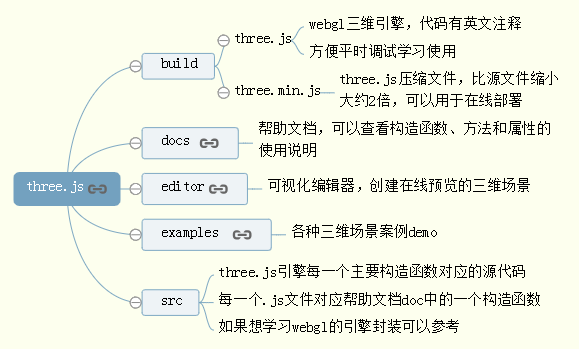 three.js
build
three.js
webgl三维引擎，代码有英文注释
方便平时调试学习使用
three.min.js
three.js压缩文件，比源文件缩小
大约2倍，可以用于在线部署
docs
帮助文档，可以查看构造函数、方法和属性的
使用说明
editor
可视化编辑器，创建在线预览的三维场景
examples
各种三维场景案例demo
src
three.js引擎每一个主要构造函数对应的源代码
每一个.js文件对应帮助文档doc中的一个构造函数
如果想学习webgl的引擎封装可以参考